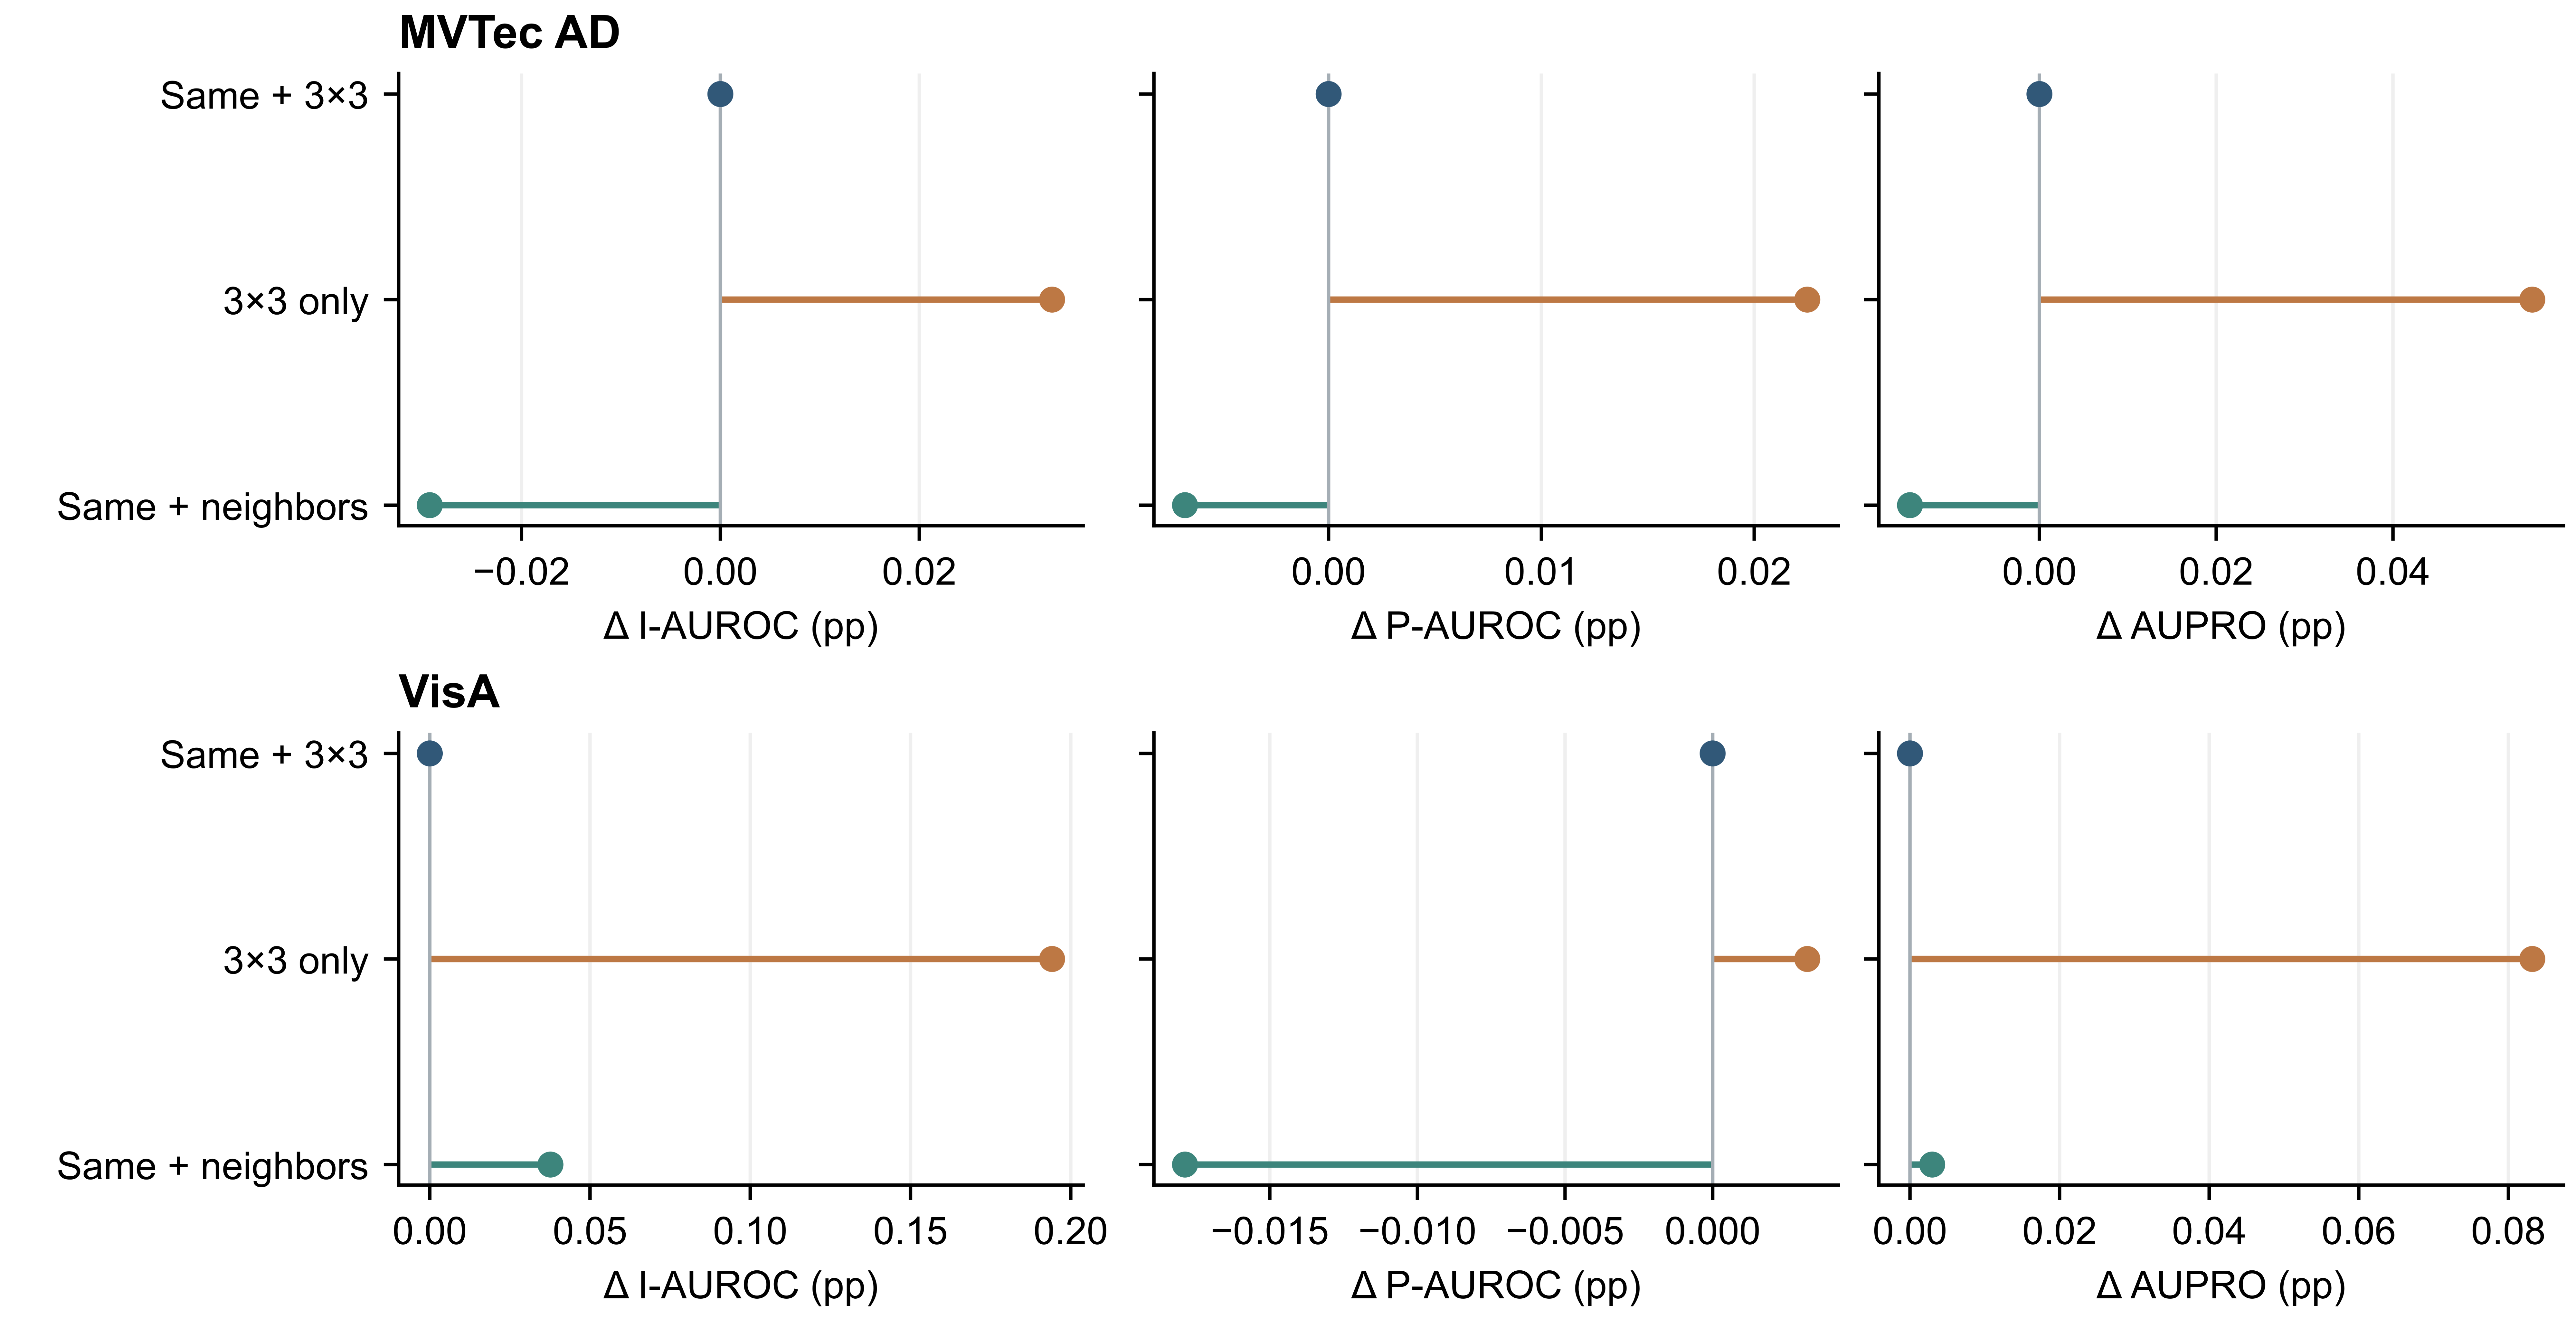 MVTec AD
Same + 3×3
3×3 only
Same + neighbors
−0.02 0.00 0.02
Δ I-AUROC (pp)
0.00 0.01 0.02
Δ P-AUROC (pp)
0.00 0.02 0.04
Δ AUPRO (pp)
VisA
Same + 3×3
3×3 only
Same + neighbors
0.00 0.05 0.10 0.15 0.20
Δ I-AUROC (pp)
−0.015 −0.010 −0.005 0.000
Δ P-AUROC (pp)
0.00 0.02 0.04 0.06 0.08
Δ AUPRO (pp)